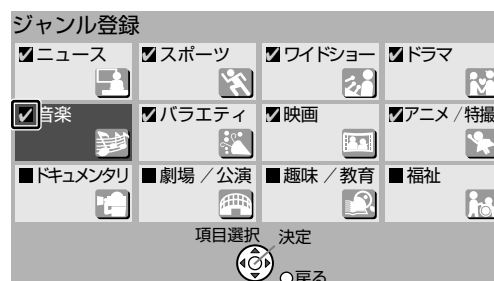 ジャンル登録
ニュース スポーツ ワイドショー ドラマ
音楽 バラエティ 映画 アニメ/特撮
ドキュメンタリ 劇場/公演 趣味/教育 福祉
項目選択 決定
戻る